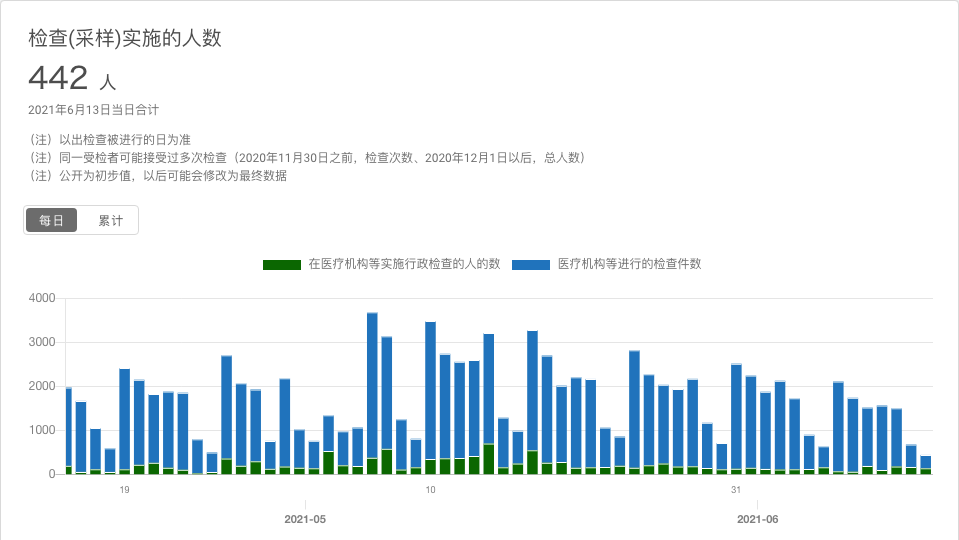 检查(采样)实施的人数
442 人
2021年6月13日当日合计
（注）以出检查被进行的日为准
（注）同一受检者可能接受过多次检查（2020年11月30日之前，检查次数、2020年12月1日以后，总人数）
（注）公开为初步值，以后可能会修改为最终数据
每日 累计
在医疗机构等实施行政检查的人的数 医疗机构等进行的检查件数
4000
3000
2000
1000
0
19 10 31
2021-05 2021-06